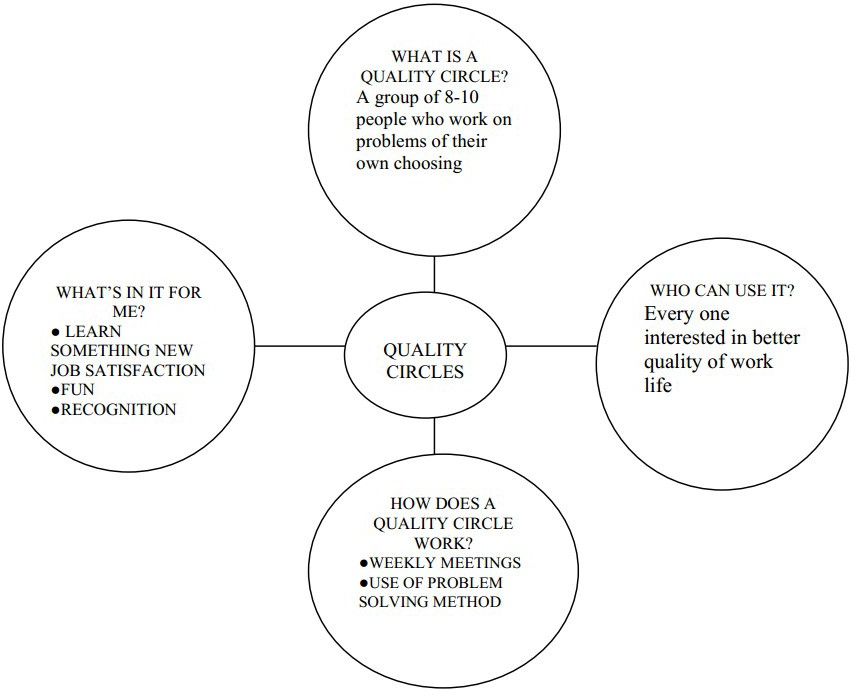 WHAT IS A
QUALITY CIRCLE?
A group of 8-10
people who work on
problems of their
own choosing
WHAT'S IN IT FOR
ME?
● LEARN
SOMETHING NEW
JOB SATISFACTION
●FUN
●RECOGNITION
QUALITY
CIRCLES
WHO CAN USE IT?
Every one
interested in better
quality of work
life
HOW DOES A
QUALITY CIRCLE
WORK?
●WEEKLY MEETINGS
●USE OF PROBLEM
SOLVING METHOD